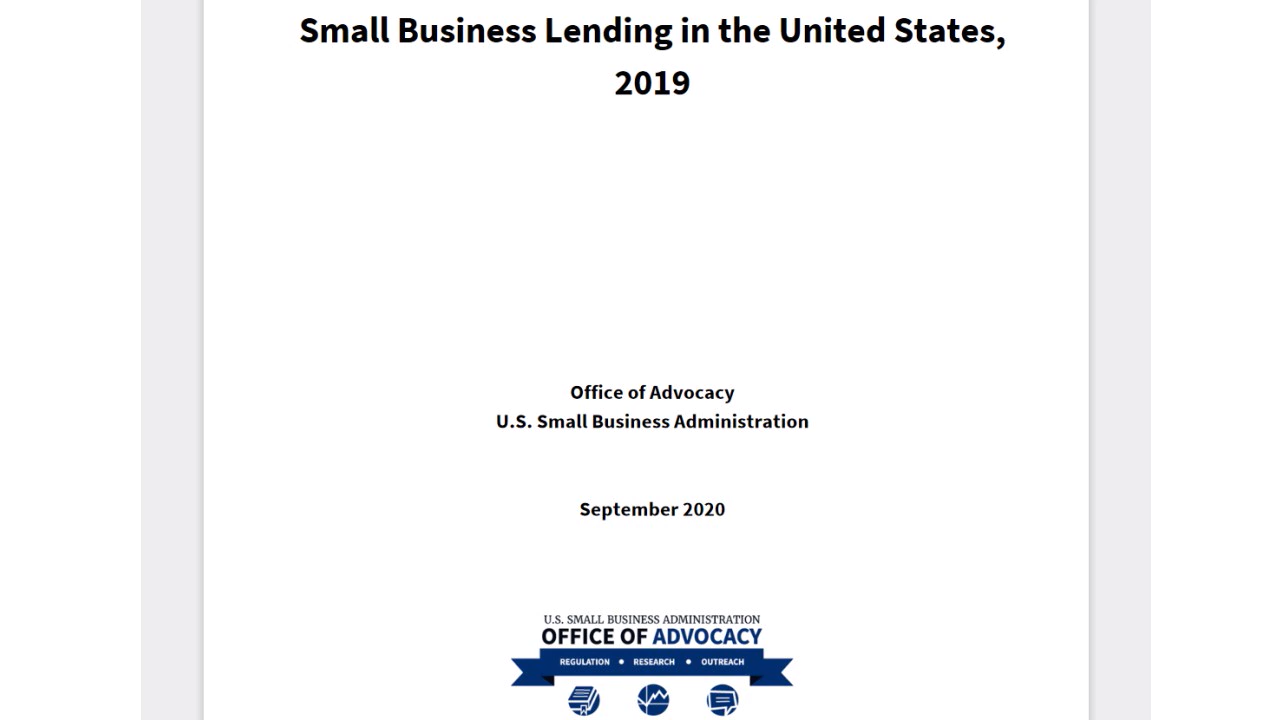 Small Business Lending in the United States,
2019
Office of Advocacy
U.S. Small Business Administration
September 2020
U.S. SMALL BUSINESS ADMINISTRATION
OFFICE OF ADVOCACY
REGULATION • RESEARCH • OUTREACH